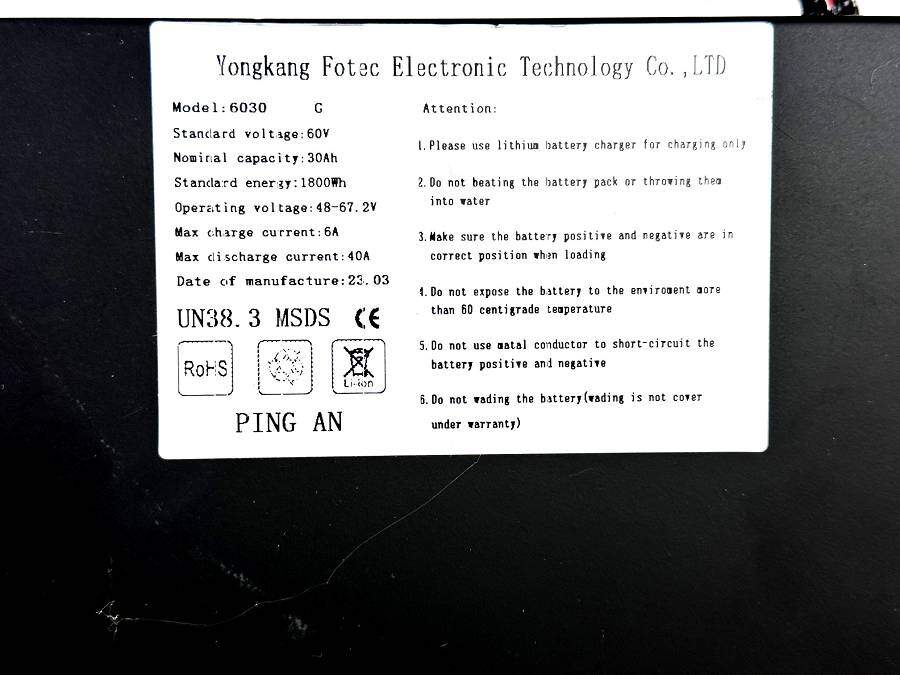 Yongkang Fotec Electronic Technology Co.,LTD
Model:6030 G
Standard voltage:60V
Nominal capacity:30Ah
Standard energy:1800Wh
Operating voltage:48-67.2V
Max charge current:6A
Max discharge current:40A
Date of manufacture:23.03
UN38.3 MSDS CE
RoHS
Li-ion
PING AN
Attention:
1.Please use lithium battery charger for charging only
2.Do not beating the battery pack or throwing them
into water
3.Make sure the battery positive and negative are in
correct position when loading
4.Do not expose the battery to the enviroment more
than 60 centigrade temperature
5.Do not use matal conductor to short-circuit the
battery positive and negative
6.Do not wading the battery(wading is not cover
under warranty)